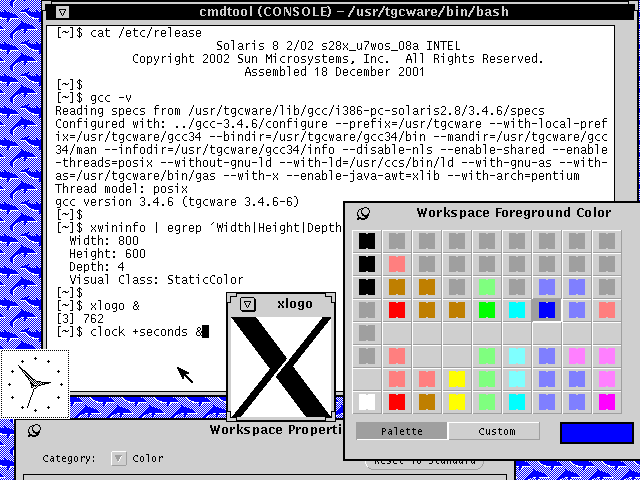 cmdtool (CONSOLE) - /usr/tgcware/bin/bash
[~]$ cat /etc/release
Solaris 8 2/02 s28x_u7wos_08a INTEL
Copyright 2002 Sun Microsystems, Inc.  All Rights Reserved.
Assembled 18 December 2001
[~]$
[~]$ gcc -v
Reading specs from /usr/tgcware/lib/gcc/i386-pc-solaris2.8/3.4.6/specs
Configured with: ../gcc-3.4.6/configure --prefix=/usr/tgcware --with-local-pref
ix=/usr/tgcware/gcc34 --bindir=/usr/tgcware/gcc34/bin --mandir=/usr/tgcware/gcc
34/man --infodir=/usr/tgcware/gcc34/info --disable-nls --enable-shared --enable
-threads=posix --without-gnu-ld --with-ld=/usr/ccs/bin/ld --with-gnu-as --with-
as=/usr/tgcware/bin/gas --with-x --enable-java-awt=xlib --with-arch=pentium
Thread model: posix
gcc version 3.4.6 (tgcware 3.4.6-6)
[~]$
[~]$ xwininfo | egrep 'Width|Height|Depth
Width: 800
Height: 600
Depth: 4
Visual Class: StaticColor
[~]$
[~]$ xlogo &
[3] 762
[~]$ clock +seconds &
Workspace Foreground Color
xlogo
Palette
Custom
Workspace Properti
Category:
Color
Reset To Standard